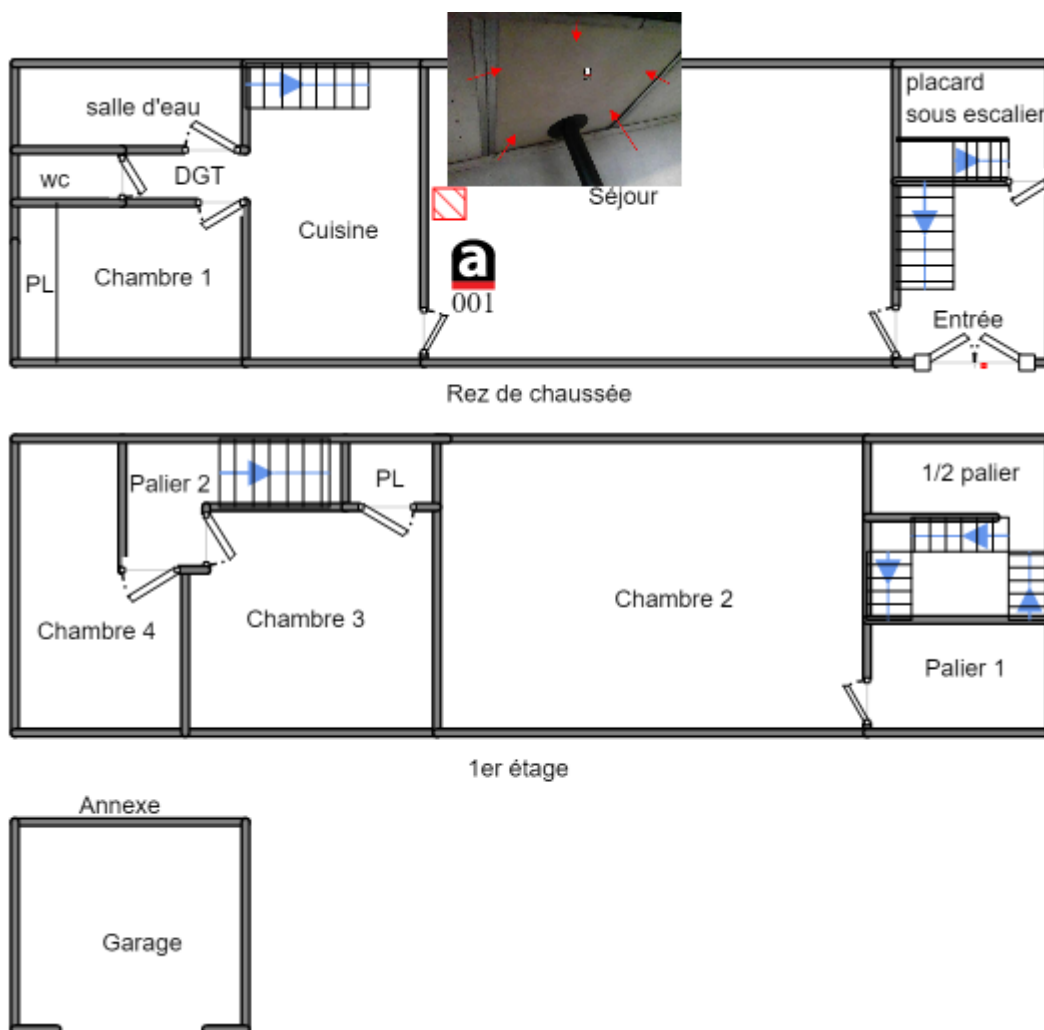 placard
sous escalier
salle d'eau
wc
DGT
Séjour
Cuisine
PL
Chambre 1
a
001
Entrée
Rez de chaussée
Palier 2
PL
1/2 palier
Chambre 4
Chambre 3
Chambre 2
Palier 1
1er étage
Annexe
Garage